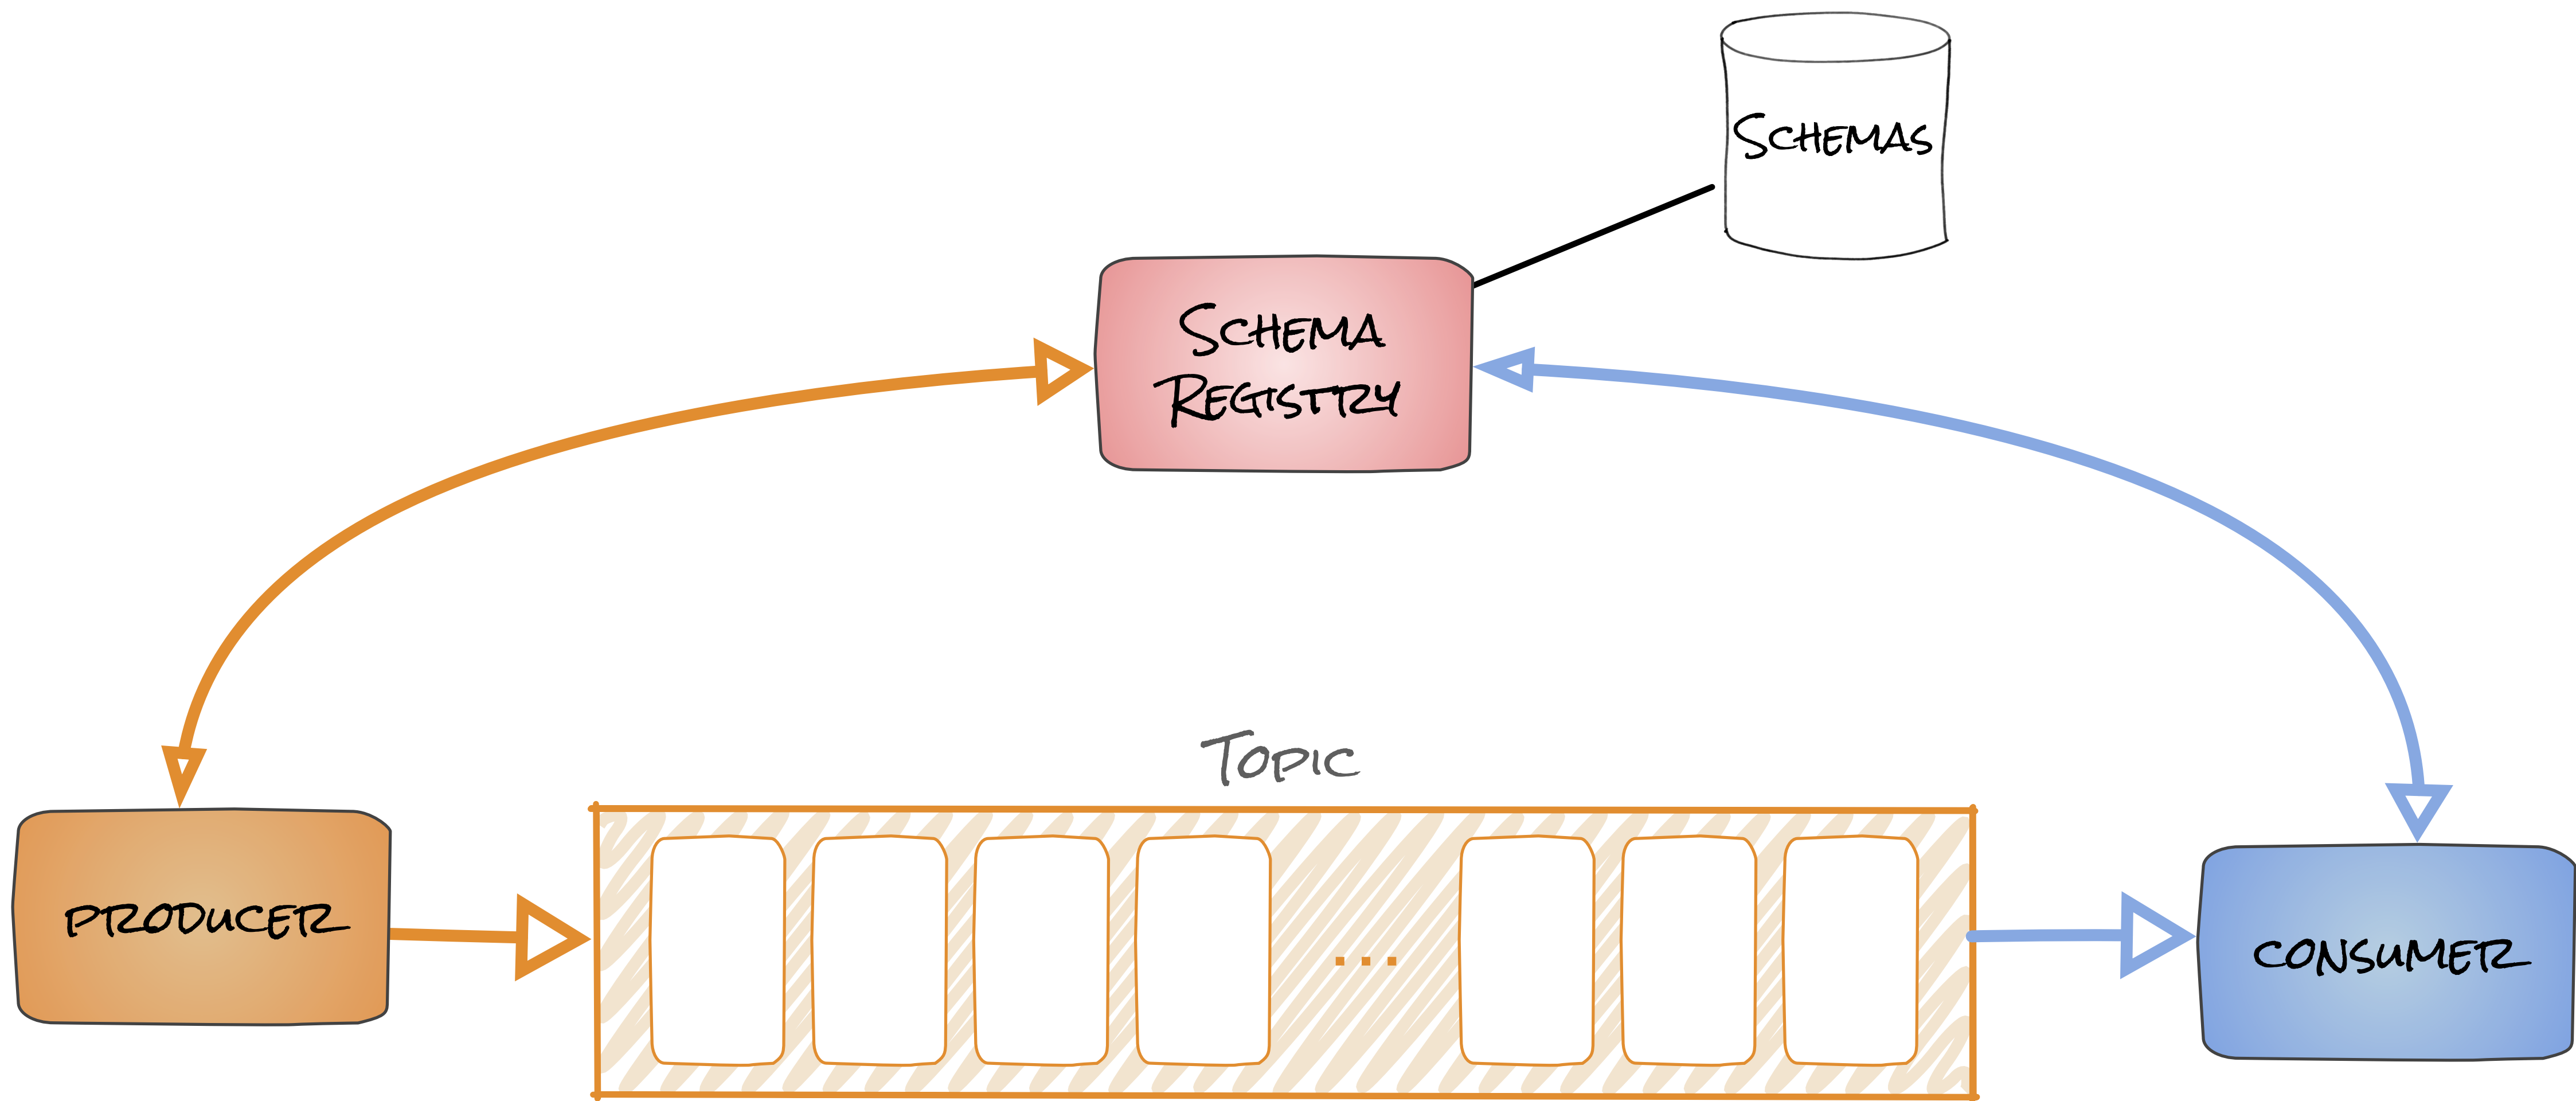 Schemas
Schema
Registry
Topic
...
producer
consumer